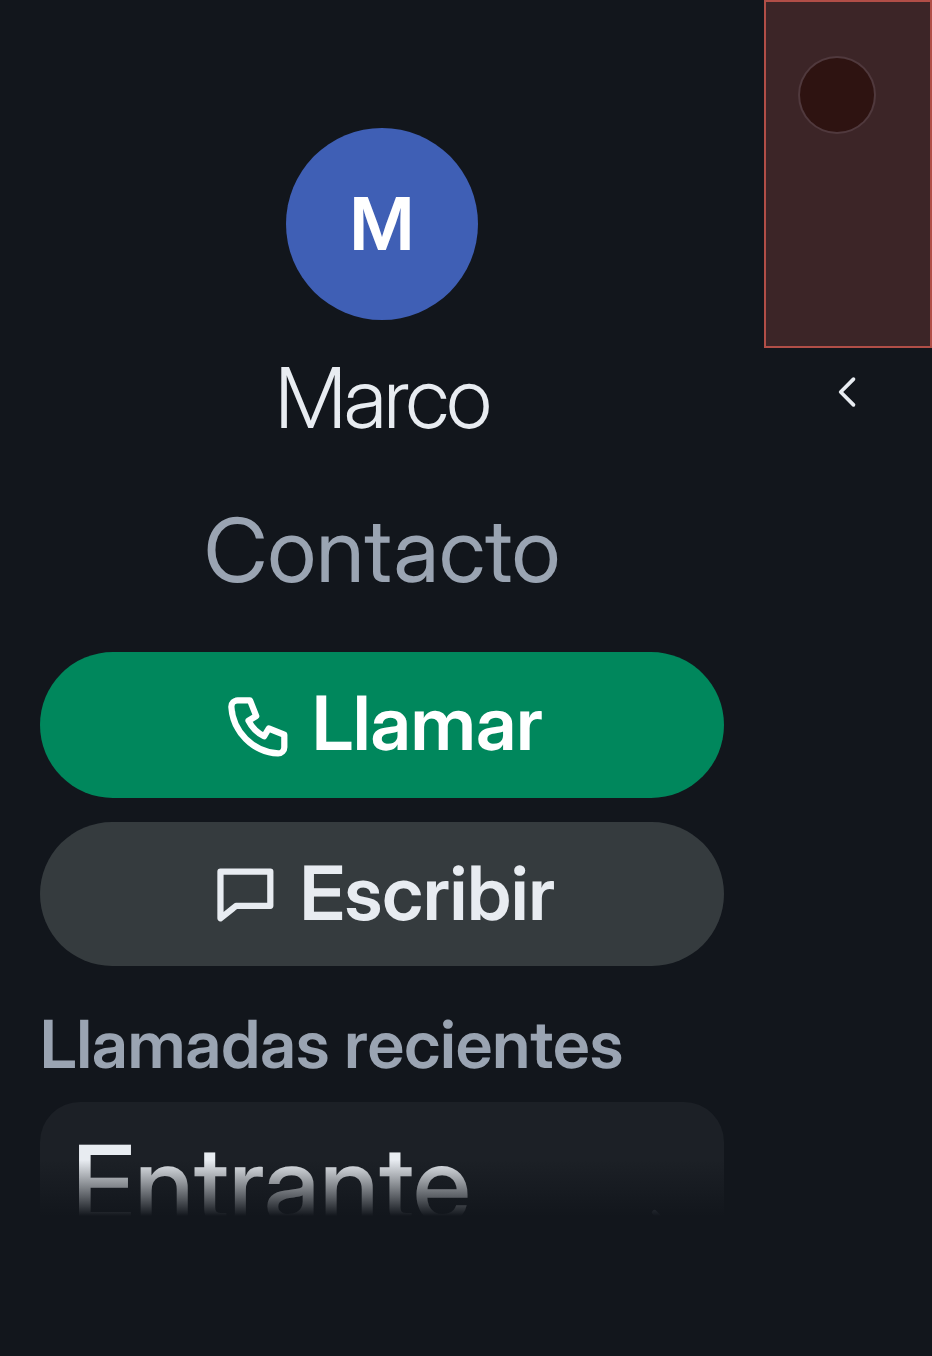 M
Marco
Contacto
Llamar
Escribir
Llamadas recientes
Entrante